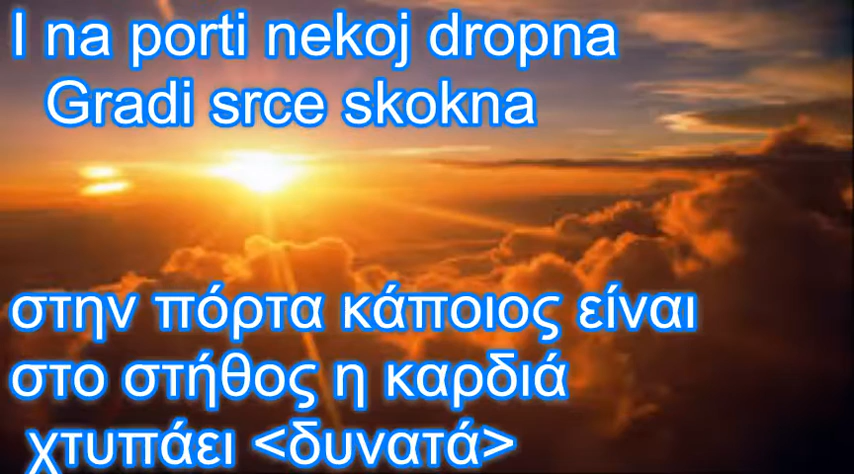 I na porti nekoj dropna
Gradi srce skokna
στην πόρτα κάποιος είναι
στο στήθος η καρδιά
χτυπάει <δυνατά>